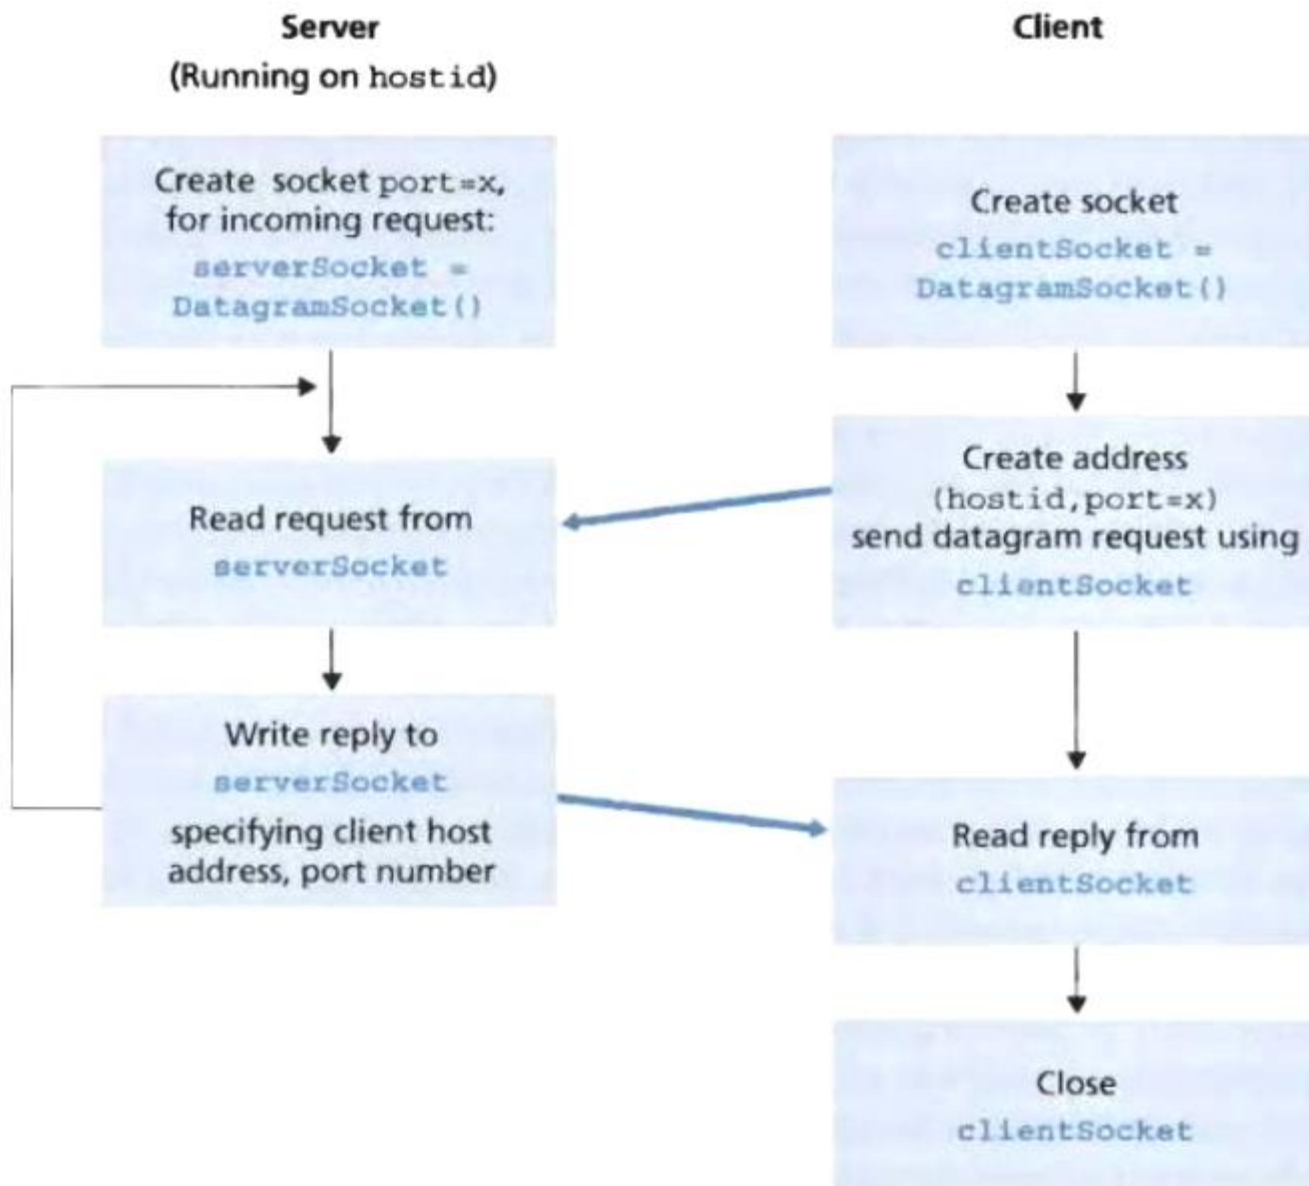 Server
(Running on hostid)
Create socket port=x,
for incoming request:
serverSocket =
DatagramSocket()
Read request from
serverSocket
Write reply to
serverSocket
specifying client host
address, port number
Client
Create socket
clientSocket =
DatagramSocket()
Create address
(hostid,port=x)
send datagram request using
clientSocket
Read reply from
clientSocket
Close
clientSocket